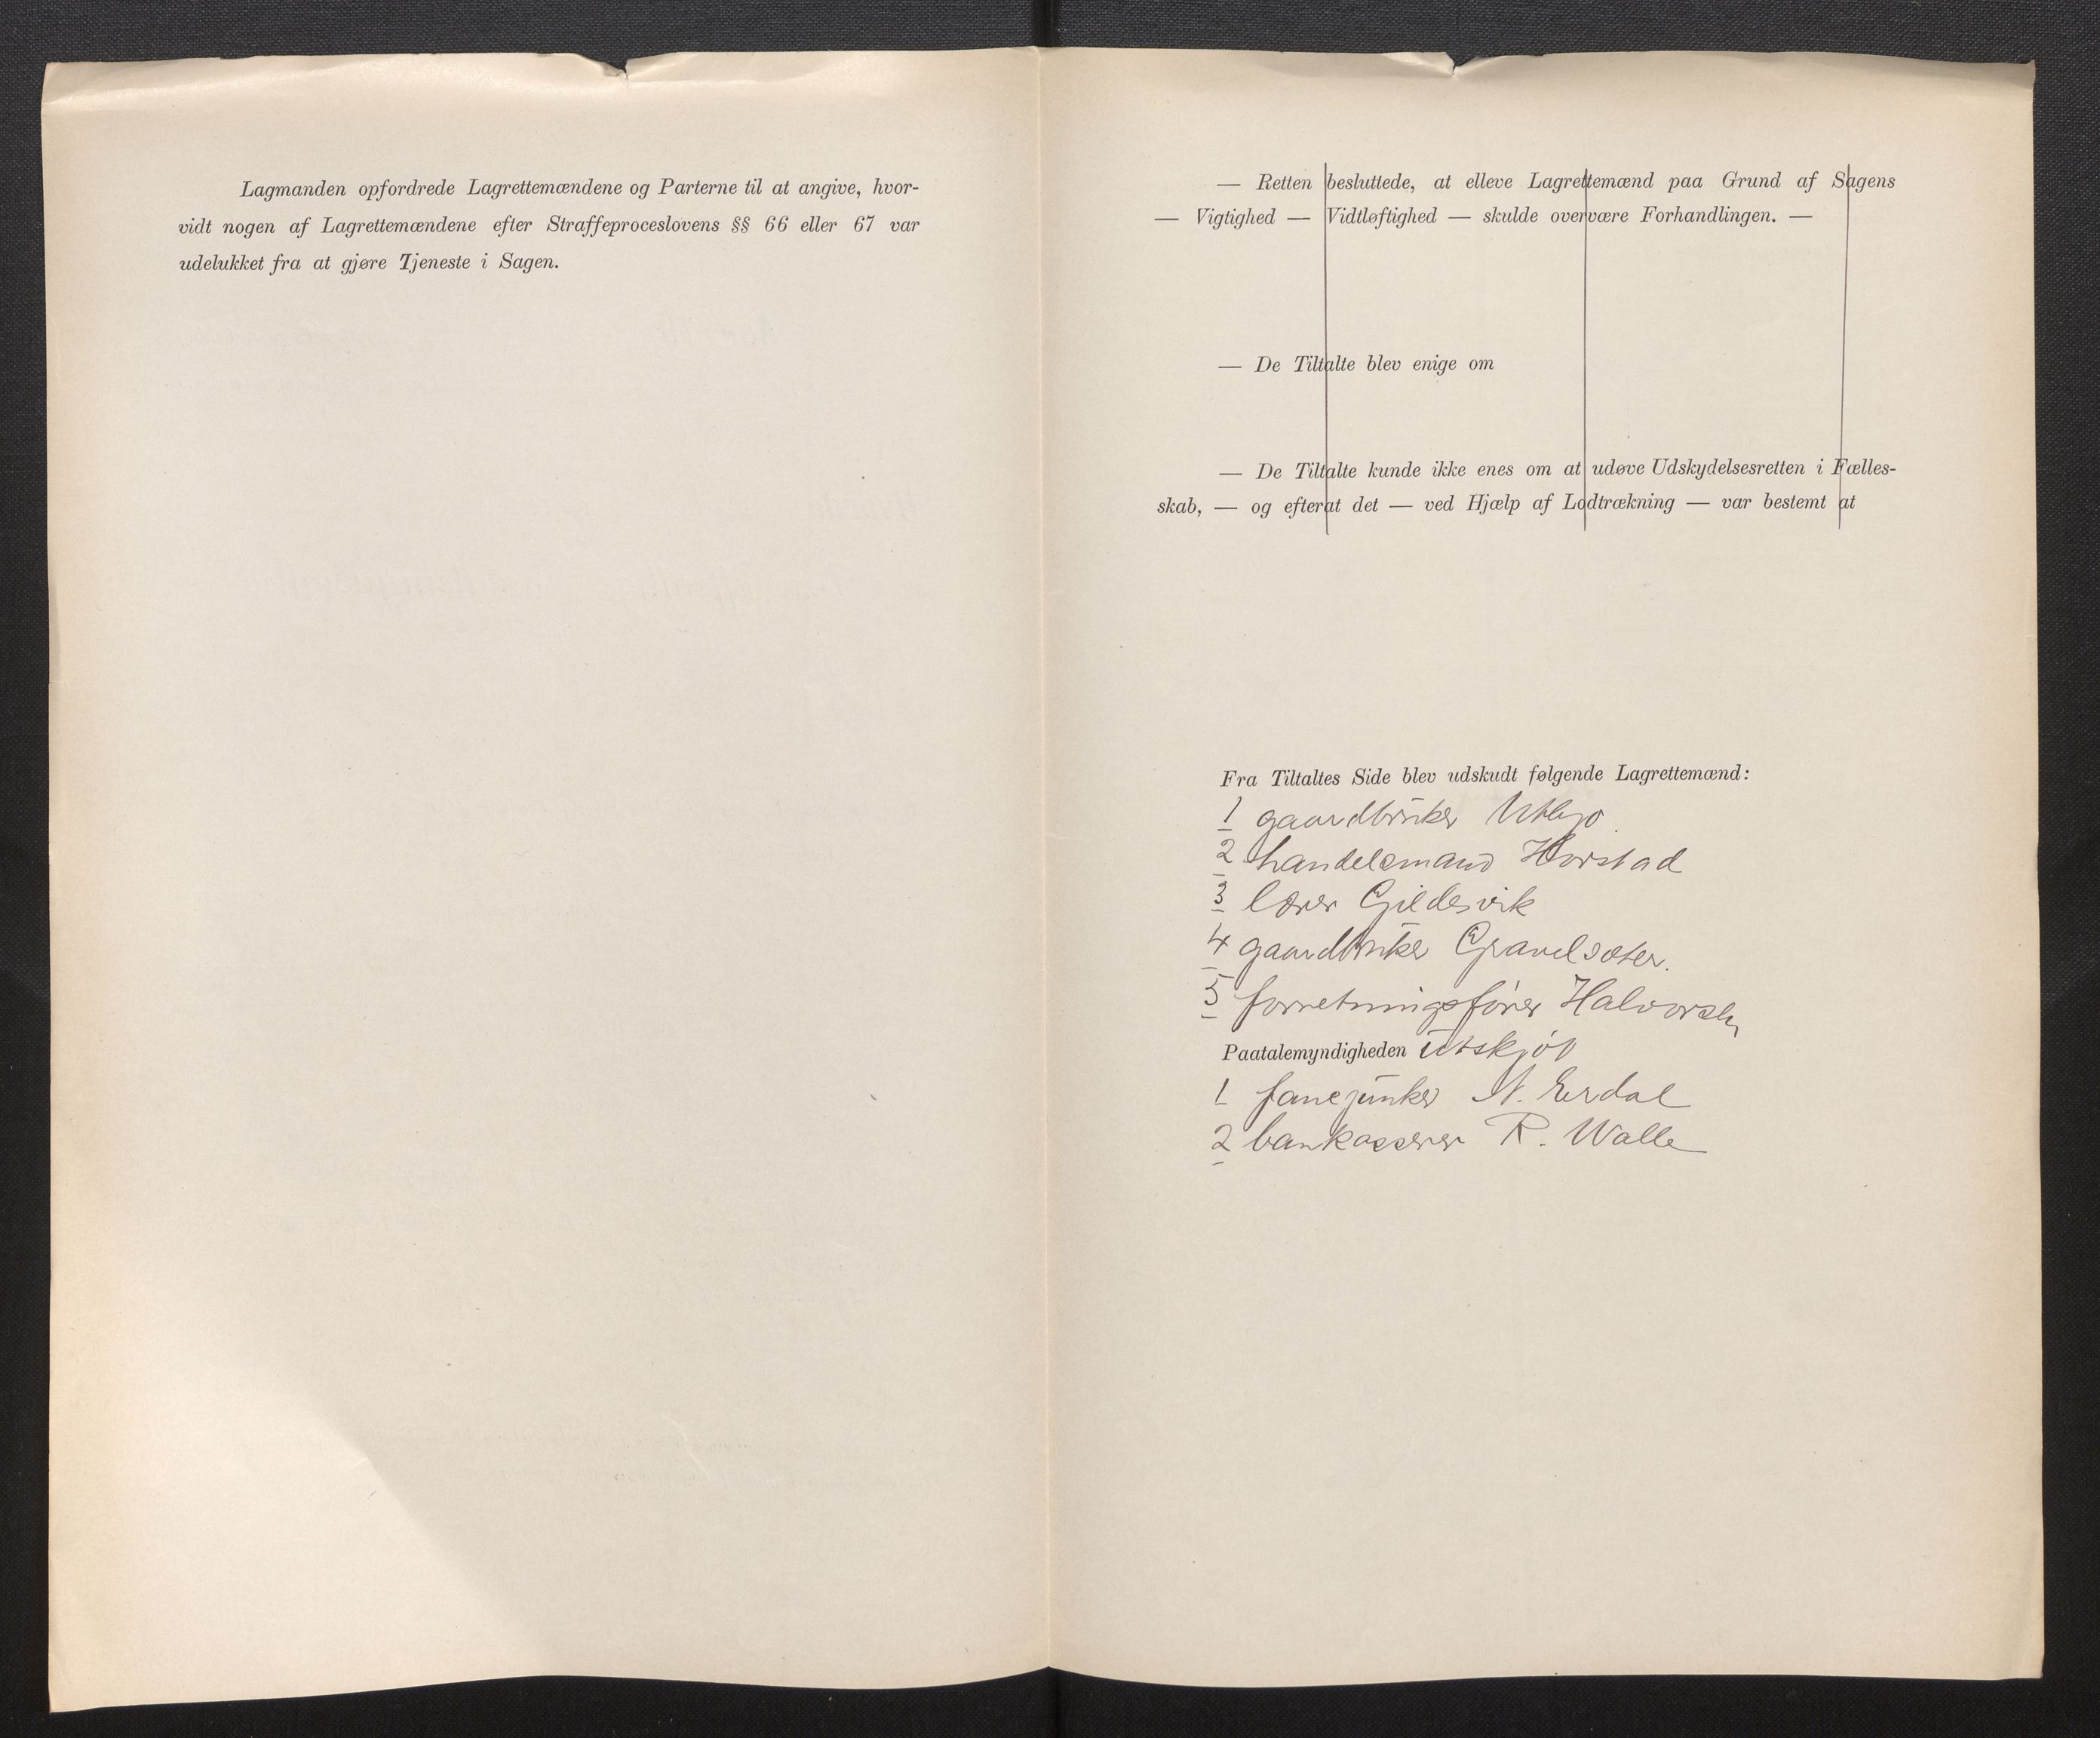 Lagmanden opfordrede Lagrettemændene og Parterne til at angive, hvor-
vidt nogen af Lagrettemændene efter Straffeproceslovens §§ 66 eller 67 var
udelukket fra at gjøre Tjeneste i Sagen.
— Retten besluttede, at elleve Lagrettemænd paa Grund af Sagens
— Vigtighed — Vidtløftighed — skulde overvære Forhandlingen. —
— De Tiltalte blev enige om
— De Tiltalte kunde ikke enes om at udøve Udskydelsesretten i Fælles-
skab, — og efterat det — ved Hjælp af Lodtrækning — var bestemt at
Fra Tiltaltes Side blev udskudt følgende Lagrettemænd:
1 gaardbruker
2 handelsmand Horstad
3 lærer Gildesvik
4 gaardbruker Gravelsæter.
5 forretningsfører Halvorsen
Paatalemyndigheden utskjøt
1 fanejunker N. Erdal
2 bankasserer R. Walle